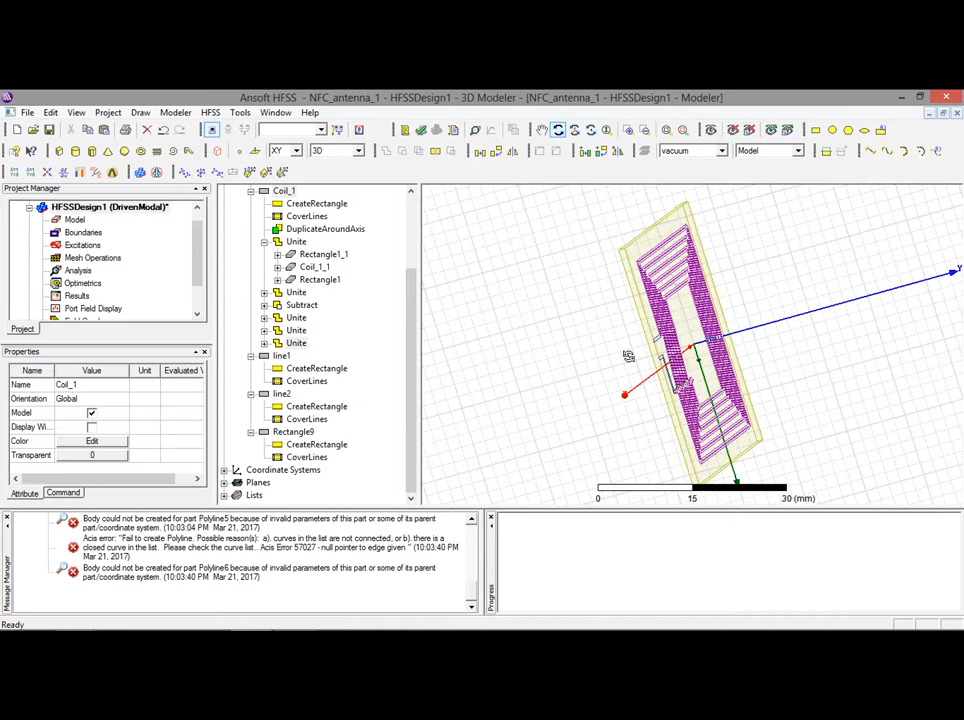 Ansoft HFSS - NFC_antenna_1 - HFSSDesign1 - 3D Modeler - [NFC_antenna_1 - HFSSDesign1 - Modeler]
File Edit View Project Draw Modeler HFSS Tools Window Help
XY 3D vacuum Model
Project Manager
HFSSDesign1 (DrivenModal)*
Model
Boundaries
Excitations
Mesh Operations
Analysis
Optimetrics
Results
Port Field Display
Project
Properties
Name Value Unit Evaluated V
Name Coil_1
Orientation Global
Model
Display Wi...
Color Edit
Transparent 0
Attribute Command
Coil_1
CreateRectangle
CoverLines
DuplicateAroundAxis
Unite
Rectangle1_1
Coil_1_1
Rectangle1
Unite
Subtract
Unite
Unite
Unite
line1
CreateRectangle
CoverLines
line2
CreateRectangle
CoverLines
Rectangle9
CreateRectangle
CoverLines
Coordinate Systems
Planes
Lists
Y
0 15 30 (mm)
Message Manager
Body could not be created for part Polyline5 because of invalid parameters of this part or some of its parent
part/coordinate system. (10:03:04 PM Mar 21, 2017)
Acis error: "Fail to create Polyline. Possible reason(s): a). curves in the list are not connected, or b). there is a
closed curve in the list. Please check the curve list.. Acis Error 57027 - null pointer to edge given " (10:03:40 PM
Mar 21, 2017)
Body could not be created for part Polyline6 because of invalid parameters of this part or some of its parent
part/coordinate system. (10:03:40 PM Mar 21, 2017)
Progress
Ready